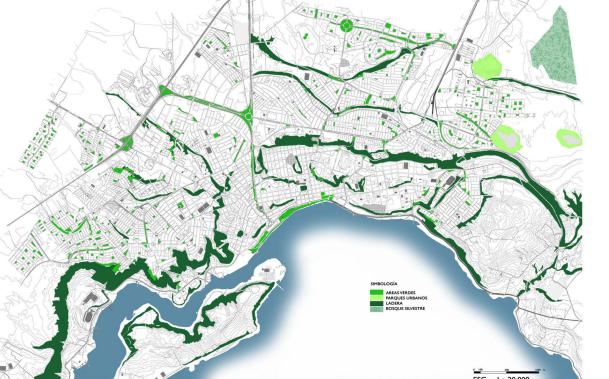 SIMBOLOGÍA
AREAS VERDES
PARQUES URBANOS
LADERA
BOSQUE SILVESTRE